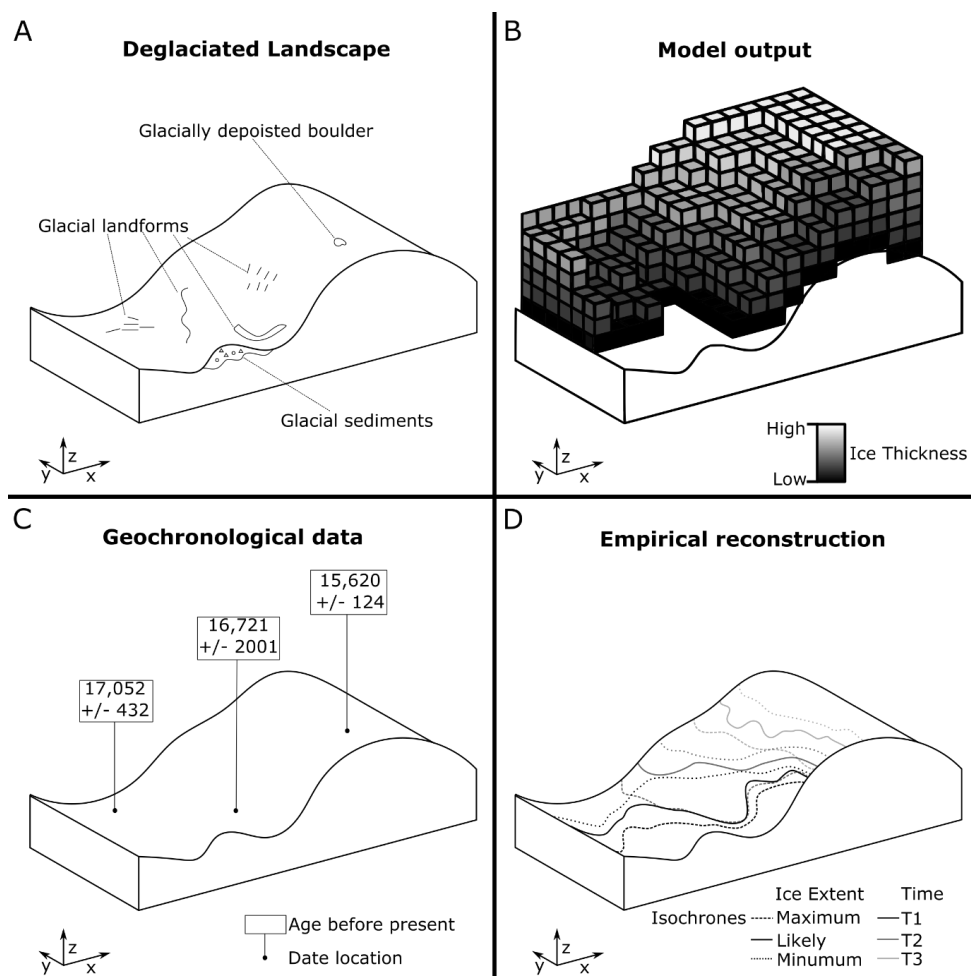 A
Deglaciated Landscape
Glacially depoisted boulder
Glacial landforms
Glacial sediments
z
y
x
B
Model output
High
Ice Thickness
Low
z
y
x
C
Geochronological data
15,620
+/- 124
16,721
+/- 2001
17,052
+/- 432
Age before present
Date location
z
y
x
D
Empirical reconstruction
Ice Extent Time
Isochrones Maximum T1
Likely T2
Minumum T3
z
y
x